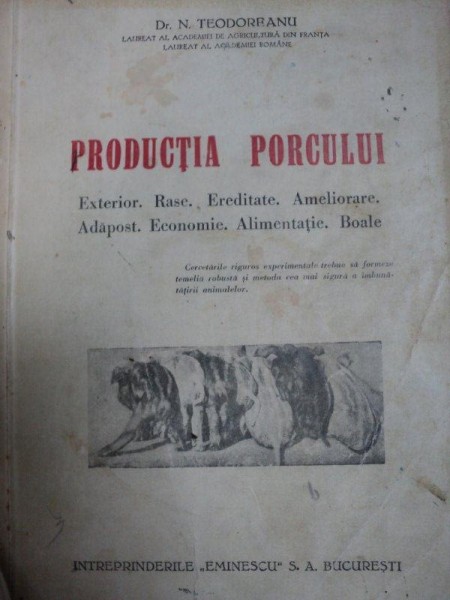 Dr. N. TEODOREANU
LAUREAT AL ACADEMIEI DE AGRICULTURĂ DIN FRANȚA
LAUREAT AL ACADEMIEI ROMÂNE
PRODUCȚIA PORCULUI
Exterior. Rase. Ereditate. Ameliorare.
Adăpost. Economie. Alimentație. Boale
Cercetările riguros experimentale trebue să formeze
temelia robustă și metoda cea mai sigură a îmbună-
tățirii animalelor.
INTREPRINDERILE „EMINESCU" S. A. BUCUREȘTI